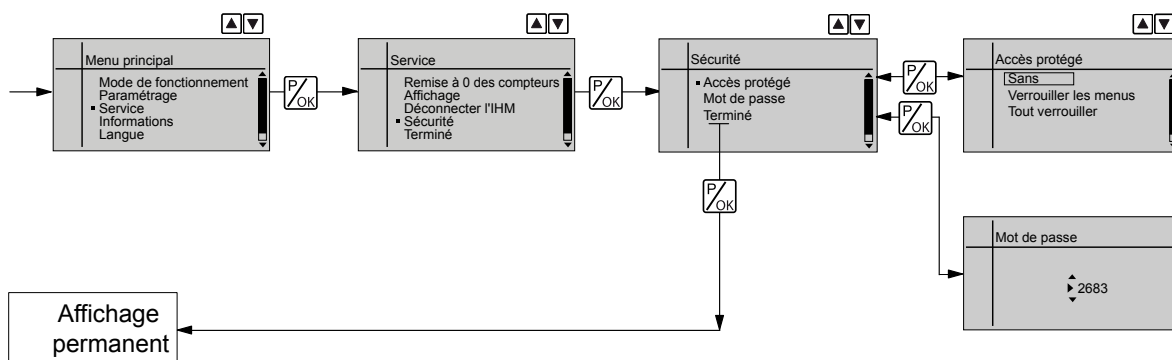 Menu principal
Mode de fonctionnement
Paramétrage
Service
Informations
Langue
P/OK
Service
Remise à 0 des compteurs
Affichage
Déconnecter l'IHM
Sécurité
Terminé
P/OK
Sécurité
Accès protégé
Mot de passe
Terminé
P/OK
P/OK
Accès protégé
Sans
Verrouiller les menus
Tout verrouiller
P/OK
Mot de passe
2683
Affichage
permanent